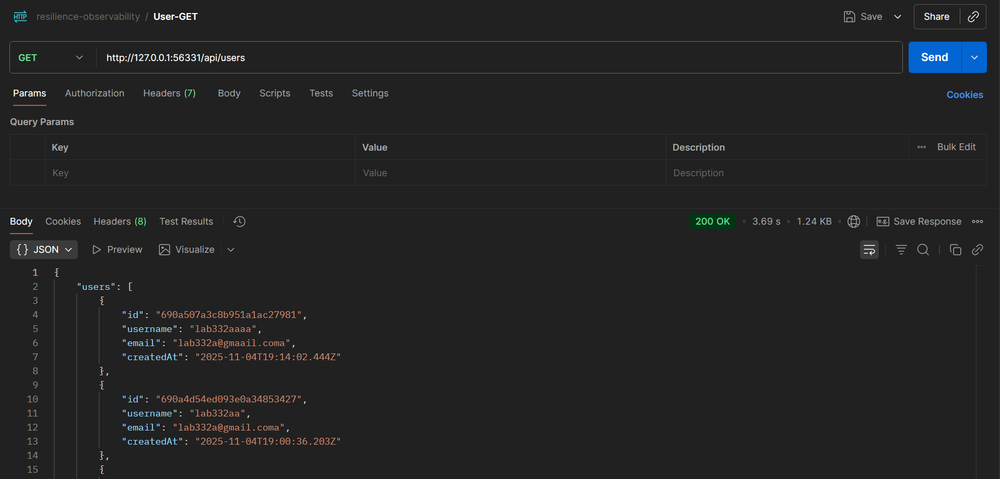 HTTP resilience-observability / User-GET Save Share
GET http://127.0.0.1:56331/api/users Send
Params Authorization Headers (7) Body Scripts Tests Settings Cookies
Query Params
Key Value Description Bulk Edit
Key Value Description
Body Cookies Headers (8) Test Results 200 OK • 3.69 s • 1.24 KB • e.g. Save Response
{} JSON Preview Visualize
1 {
2 "users": [
3 {
4 "id": "690a507a3c8b951a1ac27981",
5 "username": "lab332aaaa",
6 "email": "lab332a@gmaail.coma",
7 "createdAt": "2025-11-04T19:14:02.444Z"
8 },
9 {
10 "id": "690a4d54ed093e0a34853427",
11 "username": "lab332aa",
12 "email": "lab332a@gmail.coma",
13 "createdAt": "2025-11-04T19:00:36.203Z"
14 },
15 {